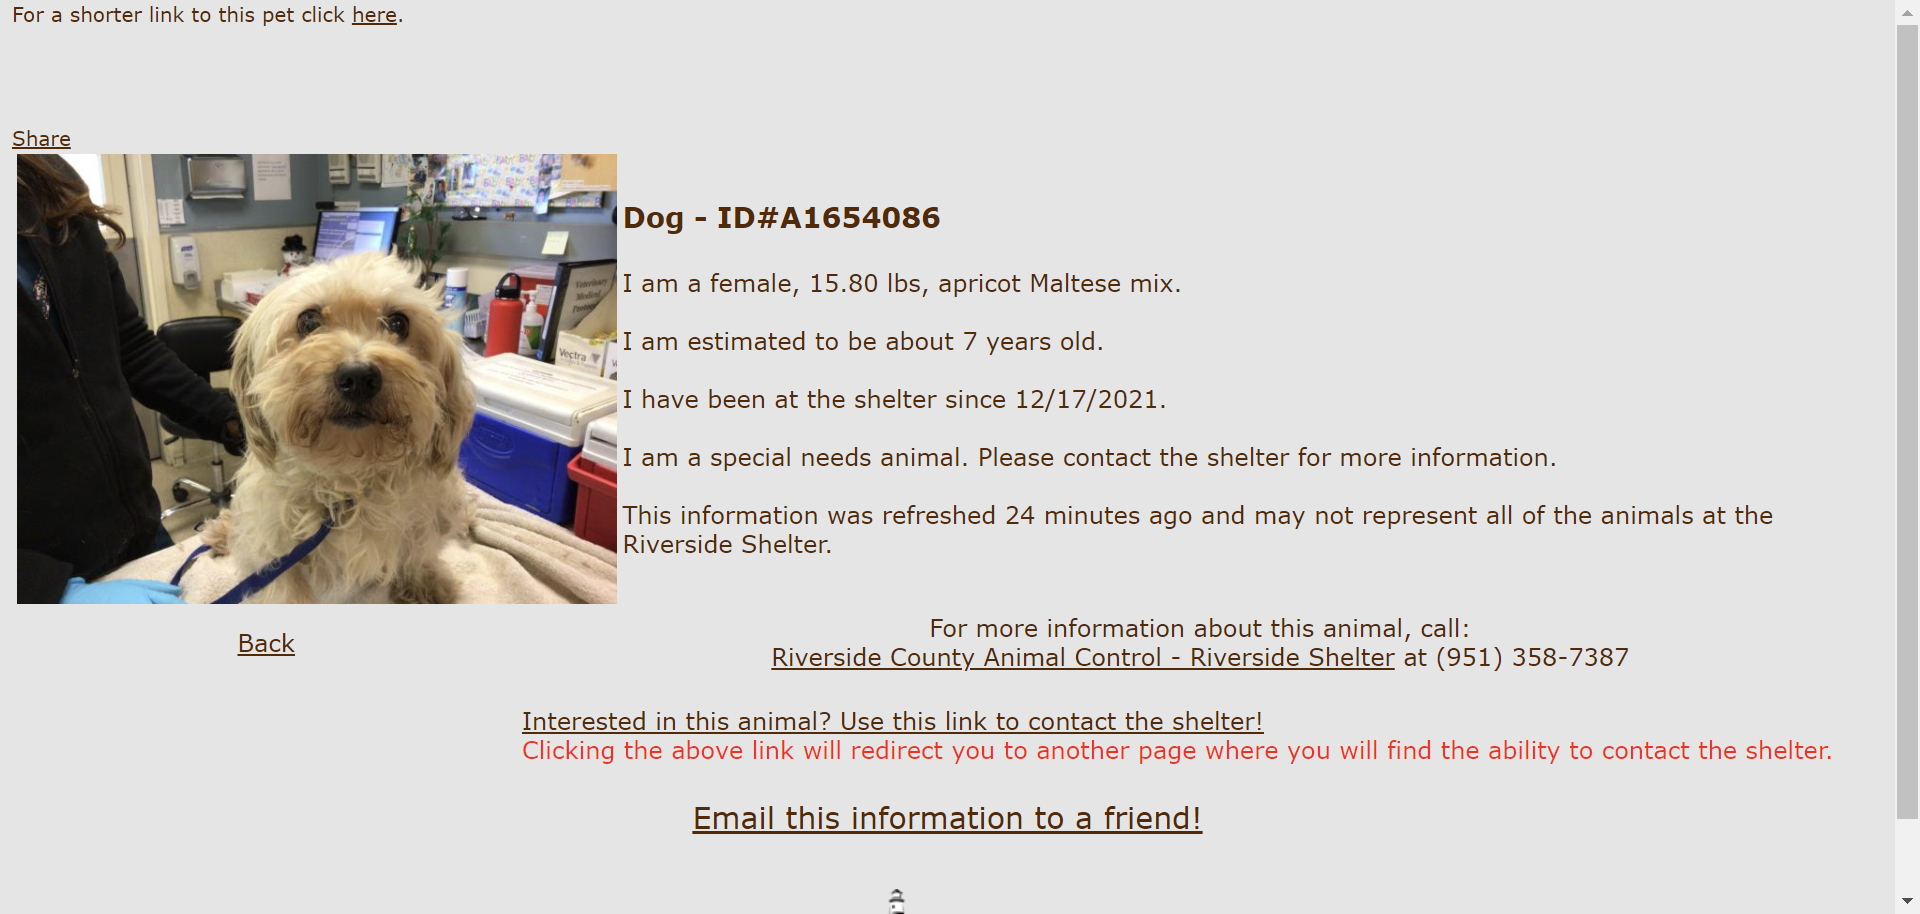 For a shorter link to this pet click here.
Share
Veterinary
Medical
Vectra
Dog - ID#A1654086
I am a female, 15.80 lbs, apricot Maltese mix.
I am estimated to be about 7 years old.
I have been at the shelter since 12/17/2021.
I am a special needs animal. Please contact the shelter for more information.
This information was refreshed 24 minutes ago and may not represent all of the animals at the
Riverside Shelter.
Back
For more information about this animal, call:
Riverside County Animal Control - Riverside Shelter at (951) 358-7387
Interested in this animal? Use this link to contact the shelter!
Clicking the above link will redirect you to another page where you will find the ability to contact the shelter.
Email this information to a friend!